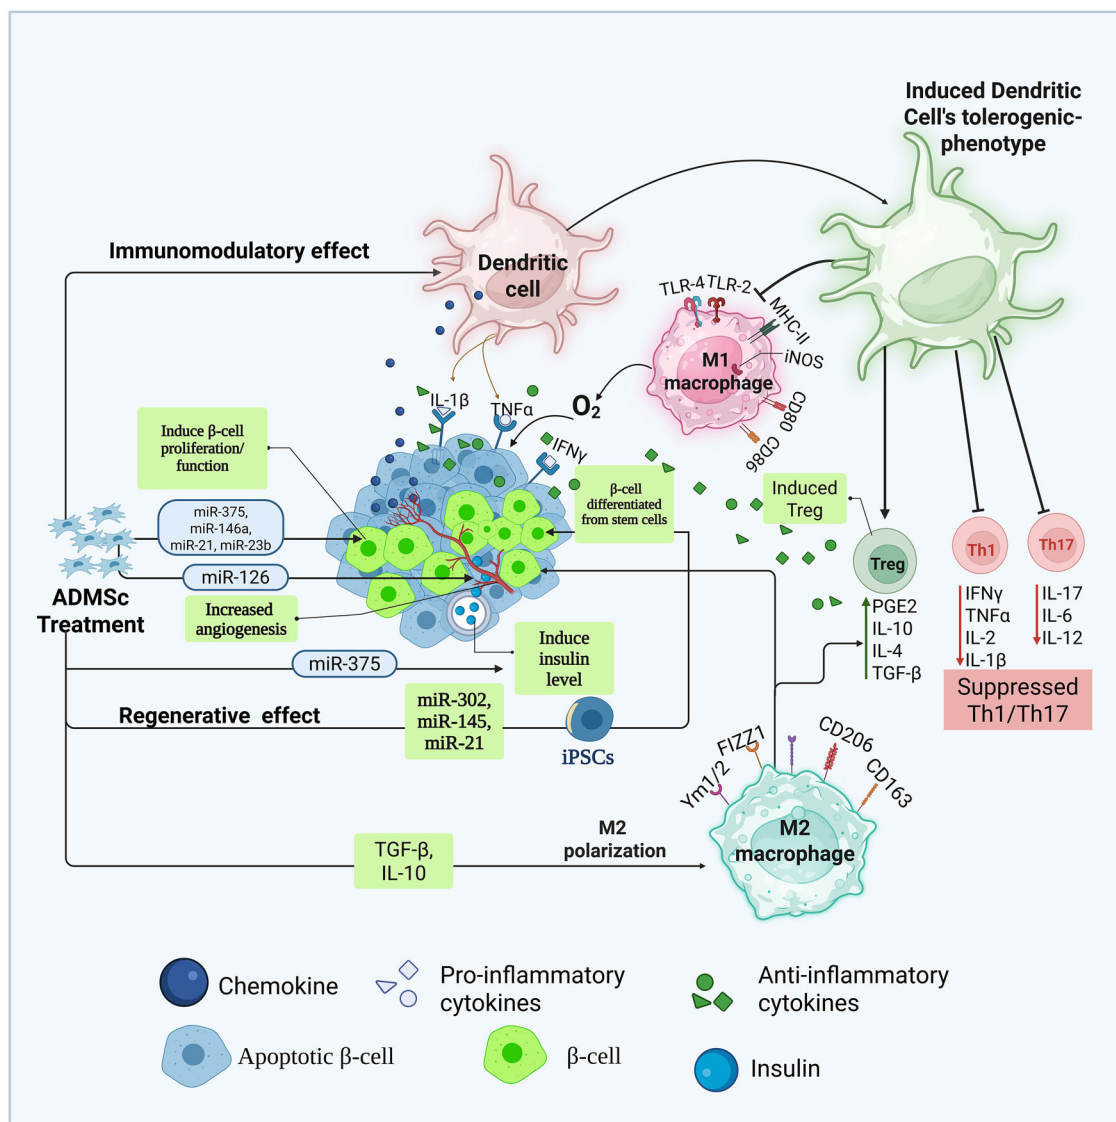 Induced Dendritic
Cell's tolerogenic-
phenotype
Immunomodulatory effect
Dendritic
cell
TLR-4
TLR-2
MHC-II
iNOS
M1
macrophage
CD80
CD86
IL-1β
TNFα
O2
IFNγ
Induce β-cell
proliferation/
function
β-cell
differentiated
from stem cells
Induced
Treg
miR-375,
miR-146a,
miR-21, miR-23b
miR-126
ADMSc
Treatment
Increased
angiogenesis
Treg
Th1
Th17
PGE2
IL-10
IL-4
TGF-β
IFNγ
TNFα
IL-2
IL-1β
IL-17
IL-6
IL-12
Suppressed
Th1/Th17
miR-375
Induce
insulin
level
Regenerative effect
miR-302,
miR-145,
miR-21
iPSCs
Ym1/2
FIZZ1
CD206
CD163
M2
macrophage
TGF-β,
IL-10
M2
polarization
Chemokine
Pro-inflammatory
cytokines
Anti-inflammatory
cytokines
Apoptotic β-cell
β-cell
Insulin